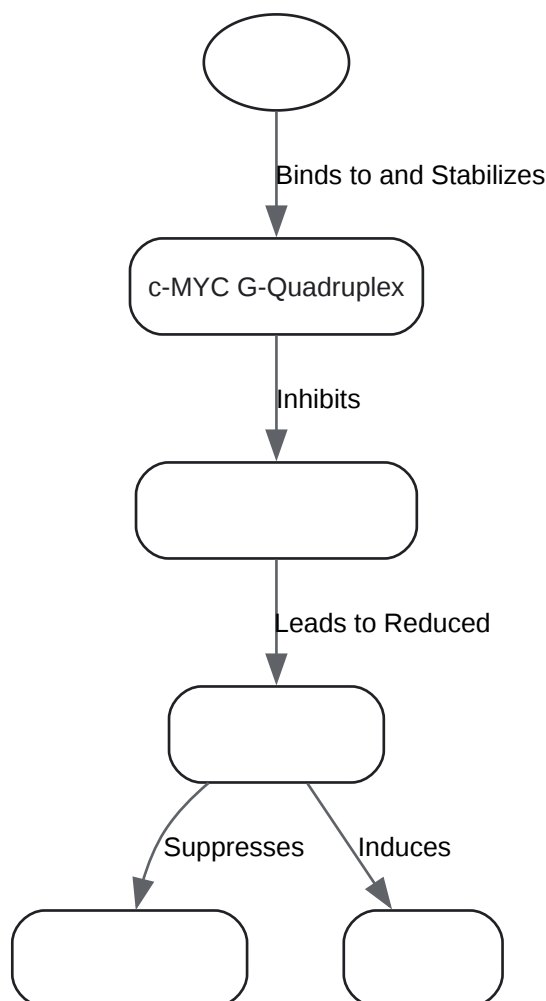 Binds to and Stabilizes
c-MYC G-Quadruplex
Inhibits
Leads to Reduced
Suppresses
Induces